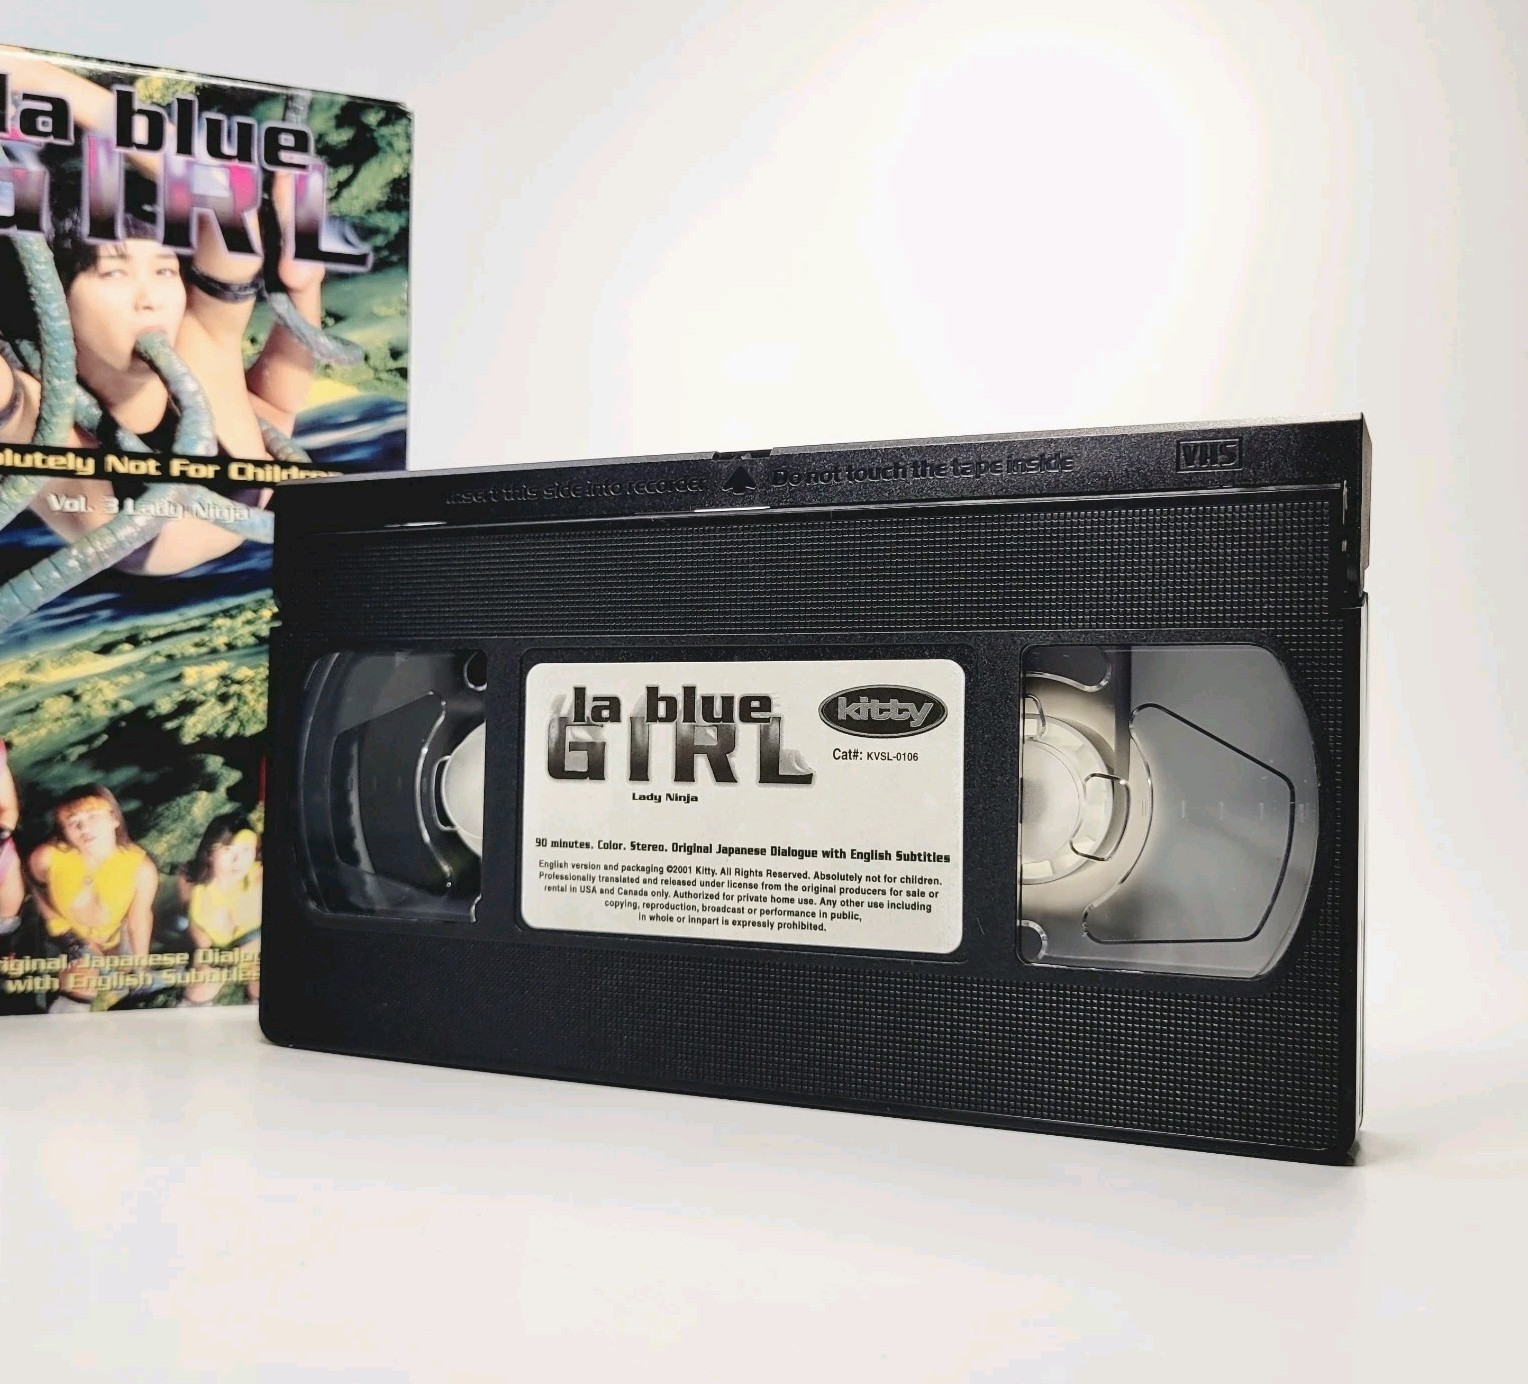 la blue
GIRL
Absolutely Not For Children
Vol. 3 Lady Ninja
Original Japanese Dialog
with English Subtitles
Insert this side into recorder
Do not touch the tape inside
VHS
la blue
GIRL
Lady Ninja
kitty
Cat#: KVSL-0106
90 minutes. Color. Stereo. Original Japanese Dialogue with English Subtitles
English version and packaging ©2001 Kitty. All Rights Reserved. Absolutely not for children.
Professionally translated and released under license from the original producers for sale or
rental in USA and Canada only. Authorized for private home use. Any other use including
copying, reproduction, broadcast or performance in public,
in whole or innpart is expressly prohibited.